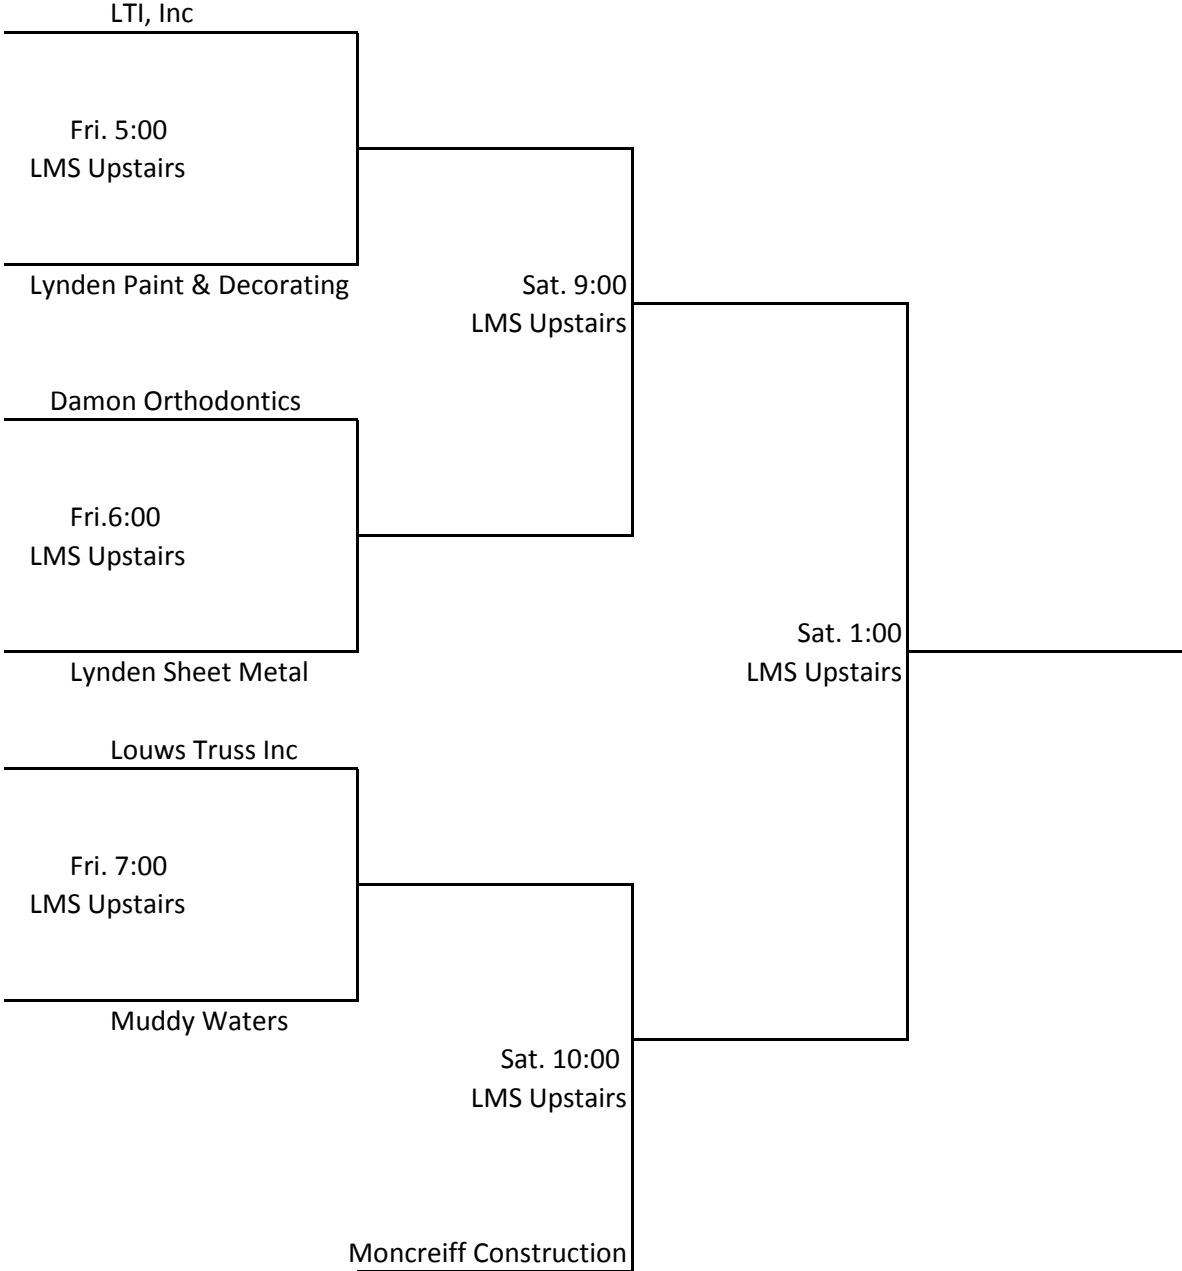 LTI, Inc
Fri. 5:00
LMS Upstairs
Lynden Paint & Decorating
Sat. 9:00
LMS Upstairs
Damon Orthodontics
Fri.6:00
LMS Upstairs
Sat. 1:00
LMS Upstairs
Lynden Sheet Metal
Louws Truss Inc
Fri. 7:00
LMS Upstairs
Muddy Waters
Sat. 10:00
LMS Upstairs
Moncreiff Construction